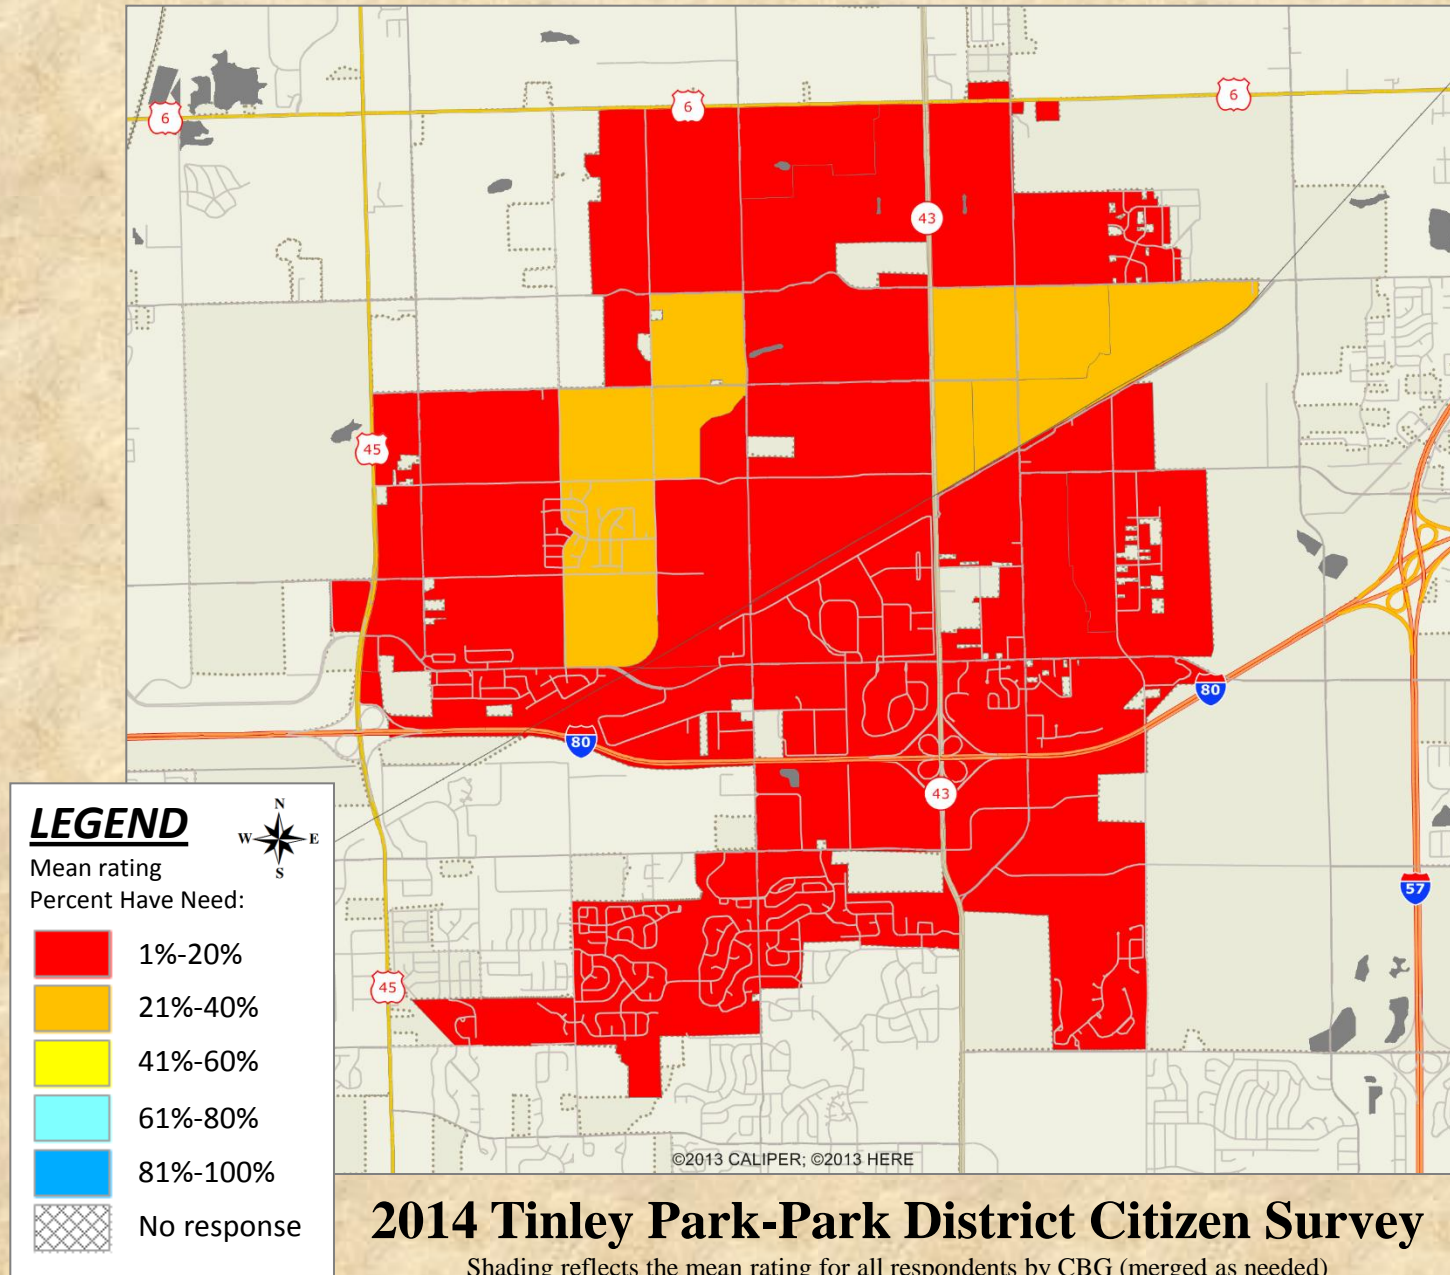 6
6
6
43
45
80
80
43
57
45
LEGEND
N
W
E
S
Mean rating
Percent Have Need:
1%-20%
21%-40%
41%-60%
61%-80%
81%-100%
No response
©2013 CALIPER; ©2013 HERE
2014 Tinley Park-Park District Citizen Survey
Shading reflects the mean rating for all respondents by CBG (merged as needed)